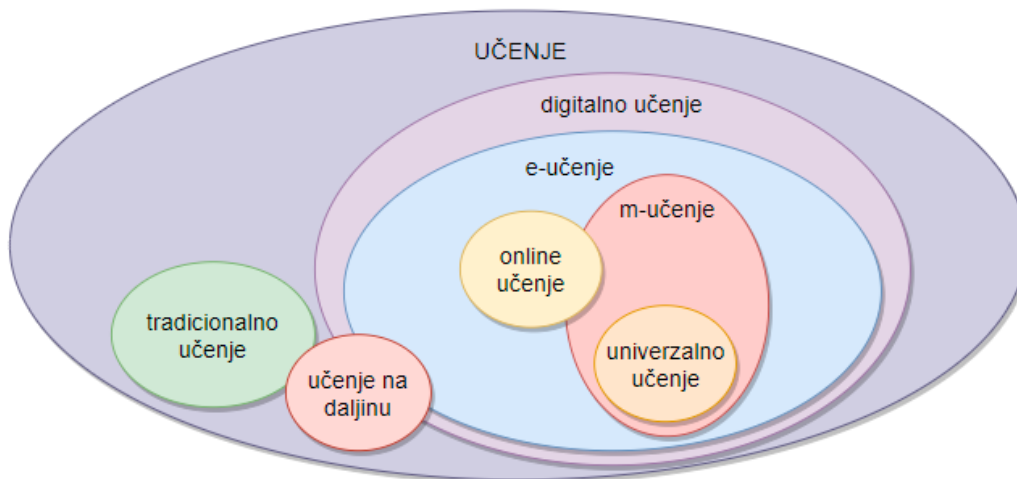 UČENJE
digitalno učenje
e-učenje
m-učenje
online
učenje
tradicionalno
učenje
univerzalno
učenje
učenje na
daljinu